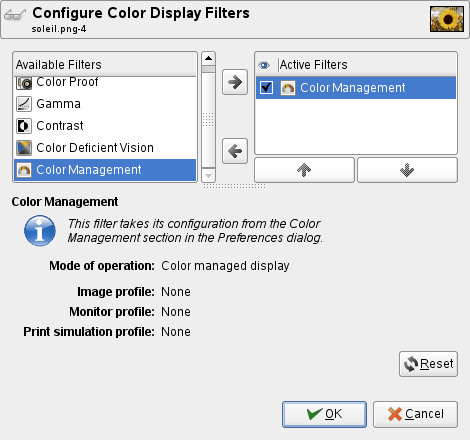 Configure Color Display Filters
soleil.png-4
Available Filters
Color Proof
Gamma
Contrast
Color Deficient Vision
Color Management
Active Filters
Color Management
Color Management
This filter takes its configuration from the Color
Management section in the Preferences dialog.
Mode of operation: Color managed display
Image profile: None
Monitor profile: None
Print simulation profile: None
Reset
OK
Cancel